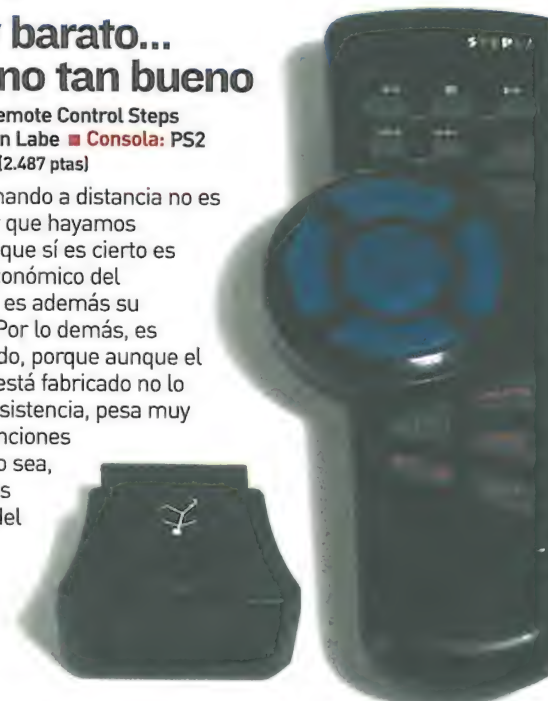 barato...
no tan bueno
emote Control Steps
n Labe ■ Consola: PS2
(2.487 ptas)
nando a distancia no es
que hayamos
que sí es cierto es
onómico del
es además su
Por lo demás, es
do, porque aunque el
está fabricado no lo
sistencia, pesa muy
nciones
o sea,
s
del